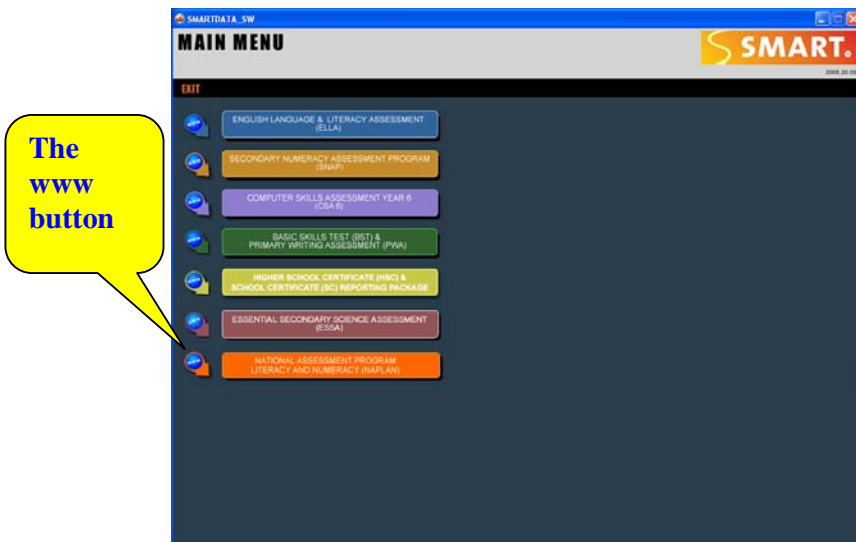 SMARTDATA_SW
MAIN MENU
SMART.
EXIT
The
www
button
ENGLISH LANGUAGE & LITERACY ASSESSMENT
(ELLA)
SECONDARY NUMERACY ASSESSMENT PROGRAM
(SNAP)
COMPUTER SKILLS ASSESSMENT YEAR 6
(CSA 6)
BASIC SKILLS TEST (BST) &
PRIMARY WRITING ASSESSMENT (PWA)
HIGHER SCHOOL CERTIFICATE (HSC) &
SCHOOL CERTIFICATE (SC) REPORTING PACKAGE
ESSENTIAL SECONDARY SCIENCE ASSESSMENT
(ESSA)
NATIONAL ASSESSMENT PROGRAM
LITERACY AND NUMERACY (NAPLAN)